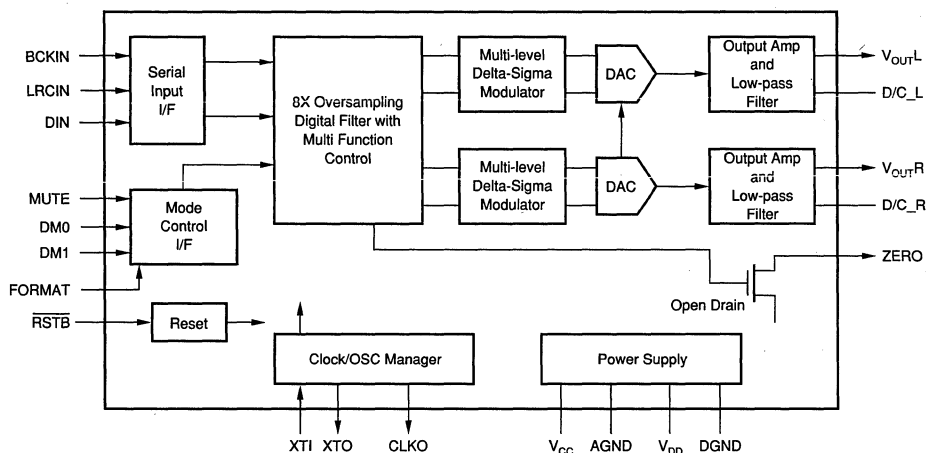 BCKIN
LRCIN
DIN
MUTE
DM0
DM1
FORMAT
RSTB
Serial
Input
I/F
Mode
Control
I/F
Reset
8X Oversampling
Digital Filter with
Multi Function
Control
Multi-level
Delta-Sigma
Modulator
DAC
Output Amp
and
Low-pass
Filter
VOUTL
D/C_L
Multi-level
Delta-Sigma
Modulator
DAC
Output Amp
and
Low-pass
Filter
VOUTR
D/C_R
ZERO
Open Drain
Clock/OSC Manager
Power Supply
XTI
XTO
CLKO
VCC
AGND
VDD
DGND